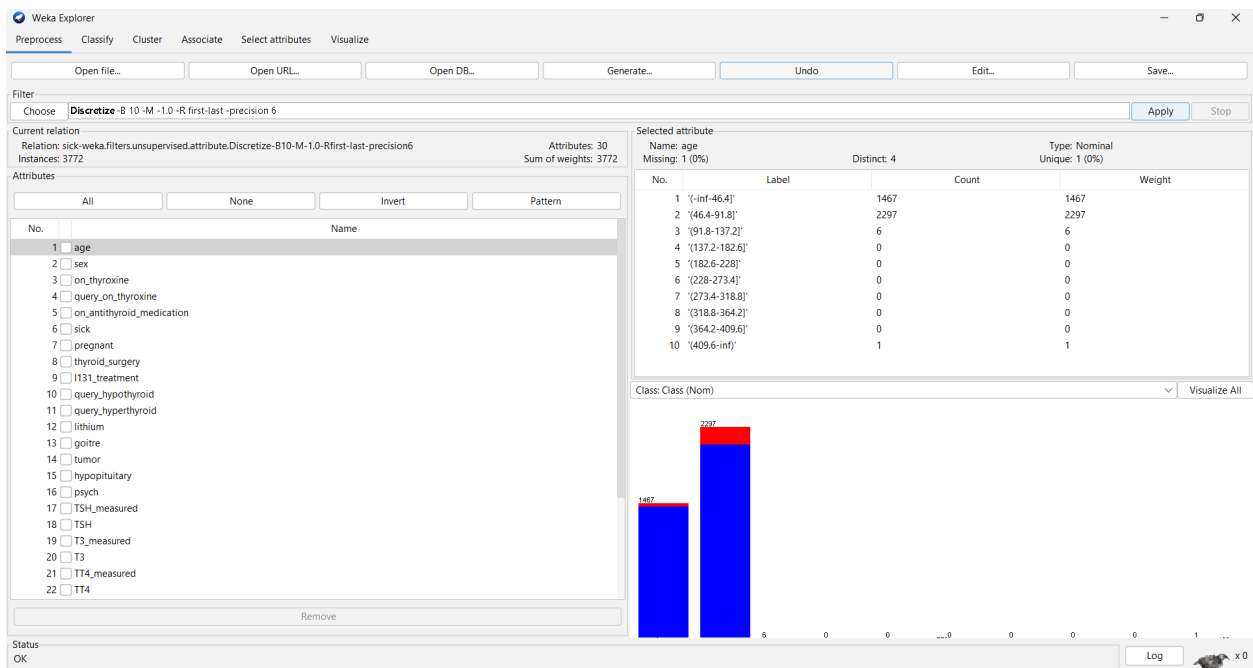 Weka Explorer
Preprocess Classify Cluster Associate Select attributes Visualize
Open file... Open URL... Open DB... Generate... Undo Edit... Save...
Filter
Choose Discretize -B 10 -M -1.0 -R first-last -precision 6 Apply Stop
Current relation
Relation: sick-weka.filters.unsupervised.attribute.Discretize-B10-M-1.0-Rfirst-last-precision6 Attributes: 30
Instances: 3772 Sum of weights: 3772
Attributes
All None Invert Pattern
No. Name
1 age
2 sex
3 on_thyroxine
4 query_on_thyroxine
5 on_antithyroid_medication
6 sick
7 pregnant
8 thyroid_surgery
9 I131_treatment
10 query_hypothyroid
11 query_hyperthyroid
12 lithium
13 goitre
14 tumor
15 hypopituitary
16 psych
17 TSH_measured
18 TSH
19 T3_measured
20 T3
21 TT4_measured
22 TT4
Remove
Selected attribute
Name: age Type: Nominal
Missing: 1 (0%) Distinct: 4 Unique: 1 (0%)
No. Label Count Weight
1 '(-inf-46.4]' 1467 1467
2 '(46.4-91.8]' 2297 2297
3 '(91.8-137.2]' 6 6
4 '(137.2-182.6]' 0 0
5 '(182.6-228]' 0 0
6 '(228-273.4]' 0 0
7 '(273.4-318.8]' 0 0
8 '(318.8-364.2]' 0 0
9 '(364.2-409.6]' 0 0
10 '(409.6-inf)' 1 1
Class: Class (Nom) Visualize All
2297
1467
6 0 0 0 0 0 0 1
Status
OK
Log x 0